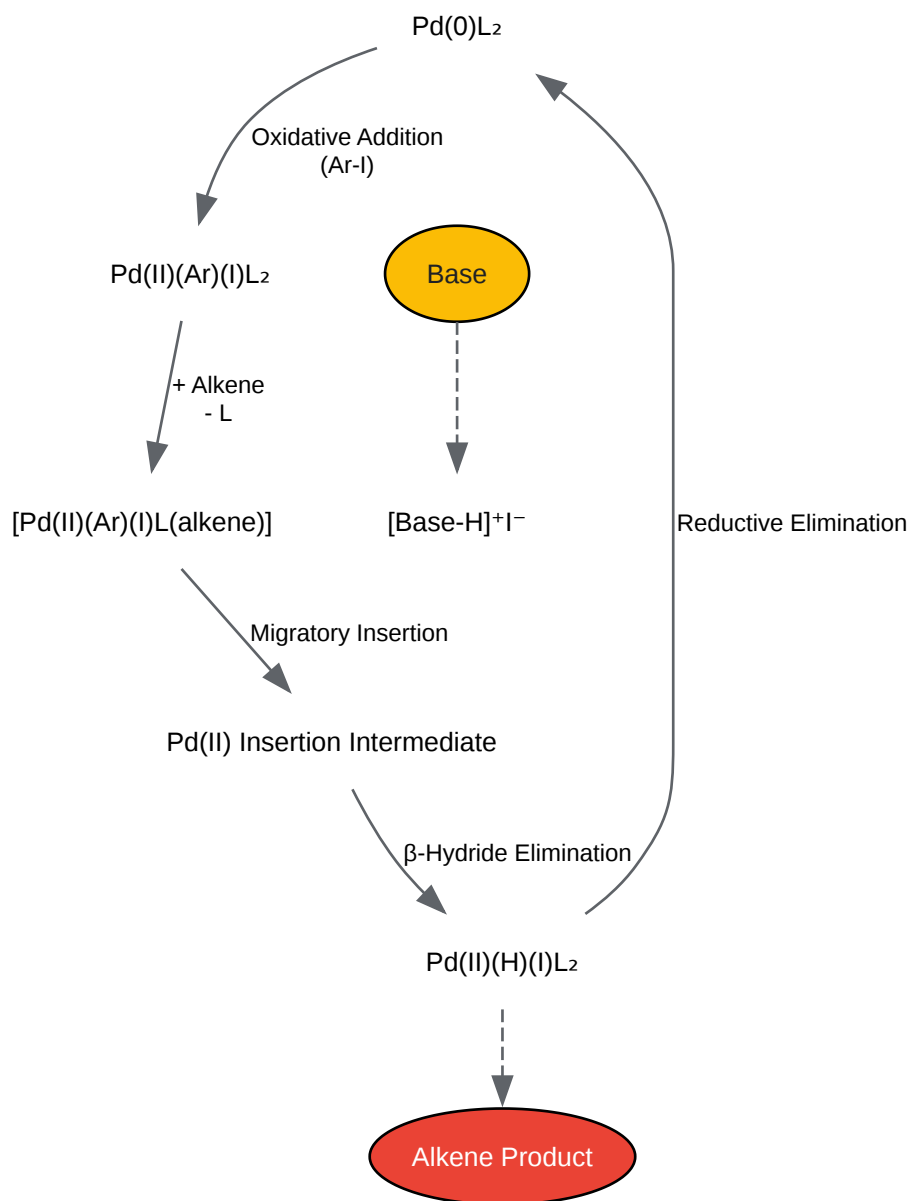 Pd(0)L₂
Oxidative Addition
(Ar-I)
Pd(II)(Ar)(I)L₂
Base
+ Alkene
- L
[Pd(II)(Ar)(I)L(alkene)]
[Base-H]⁺I⁻
Reductive Elimination
Migratory Insertion
Pd(II) Insertion Intermediate
β-Hydride Elimination
Pd(II)(H)(I)L₂
Alkene Product